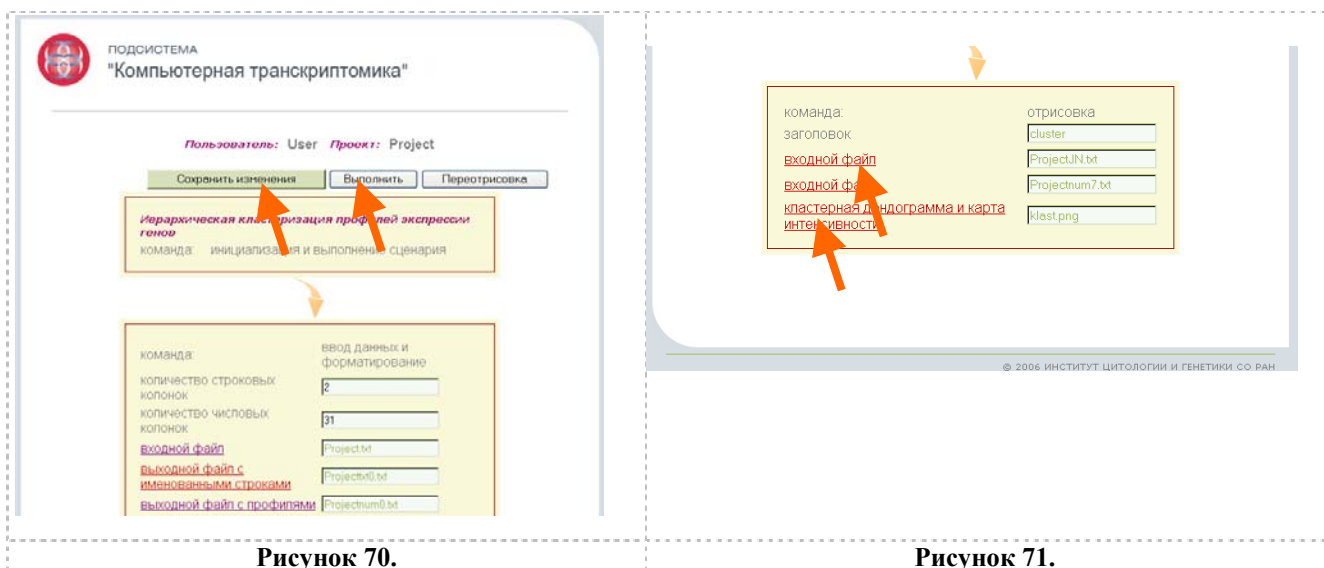 ПОДСИСТЕМА
"Компьютерная транскриптомика"
Пользователь: User Проект: Project
Сохранить изменения Выполнить Переотрисовка
Иерархическая кластеризация профилей экспрессии
генов
команда: инициализация и выполнение сценария
команда: ввод данных и
форматирование
количество строковых
колонок 2
количество числовых
колонок 31
входной файл Project.txt
выходной файл с
именованными строками Projecttxt0.txt
выходной файл с профилями Projectnum0.txt
Рисунок 70.
команда: отрисовка
заголовок cluster
входной файл ProjectJN.txt
входной файл Projectnum7.txt
кластерная дендограмма и карта
интенсивности klast.png
© 2006 ИНСТИТУТ ЦИТОЛОГИИ И ГЕНЕТИКИ СО РАН
Рисунок 71.